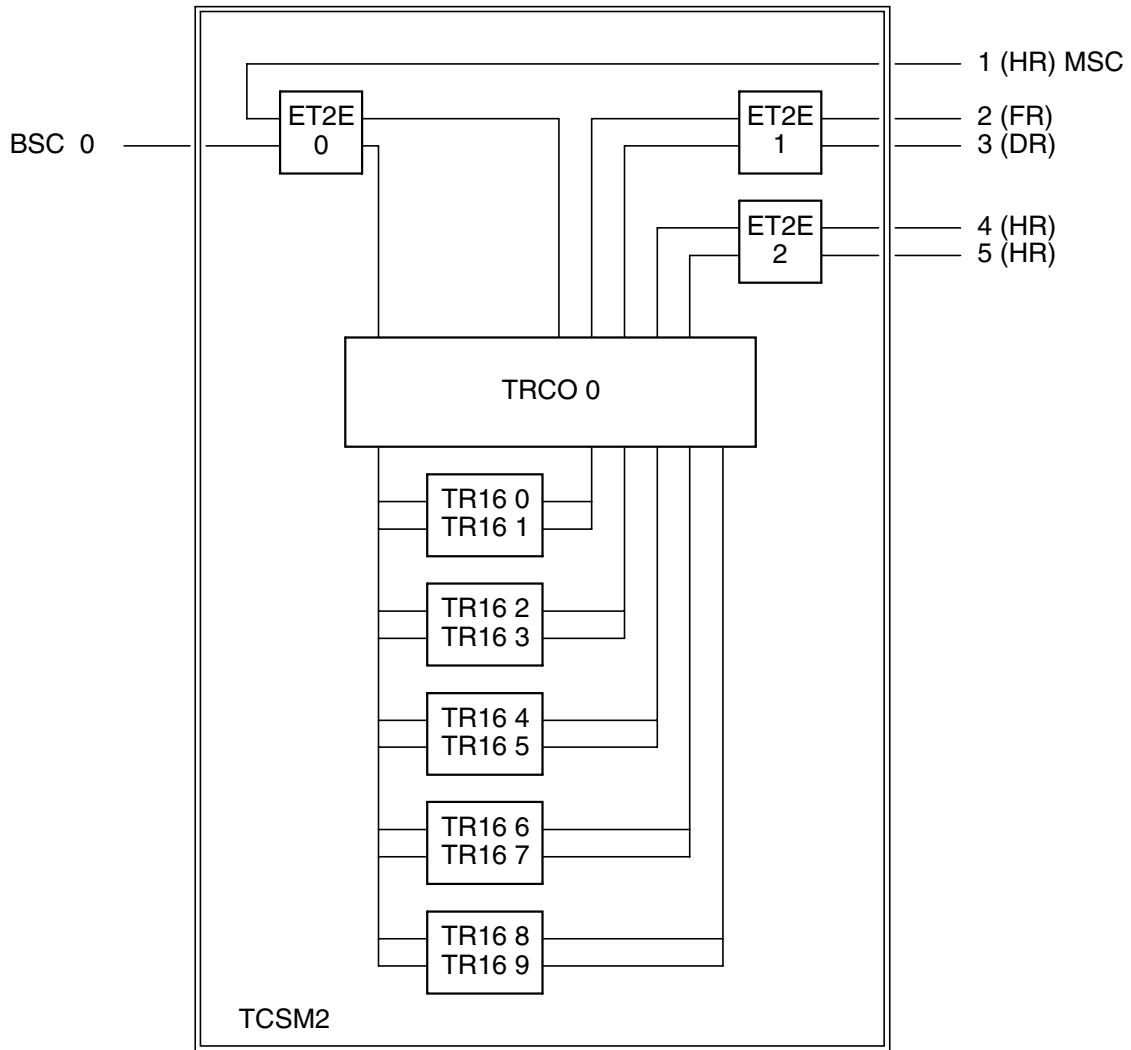 1 (HR) MSC
ET2E
0
ET2E
1
2 (FR)
3 (DR)
BSC 0
ET2E
2
4 (HR)
5 (HR)
TRCO 0
TR16 0
TR16 1
TR16 2
TR16 3
TR16 4
TR16 5
TR16 6
TR16 7
TR16 8
TR16 9
TCSM2